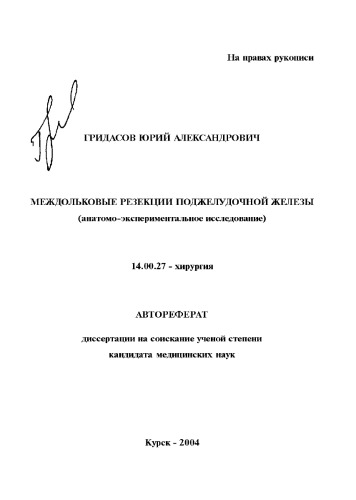 На правах рукописи
ГРИДАСОВ ЮРИЙ АЛЕКСАНДРОВИЧ
МЕЖДОЛЬКОВЫЕ РЕЗЕКЦИИ ПОДЖЕЛУДОЧНОЙ ЖЕЛЕЗЫ
(анатомо-экспериментальное исследование)
14.00.27 - хирургия
АВТОРЕФЕРАТ
диссертации на соискание ученой степени
кандидата медицинских наук
Курск - 2004